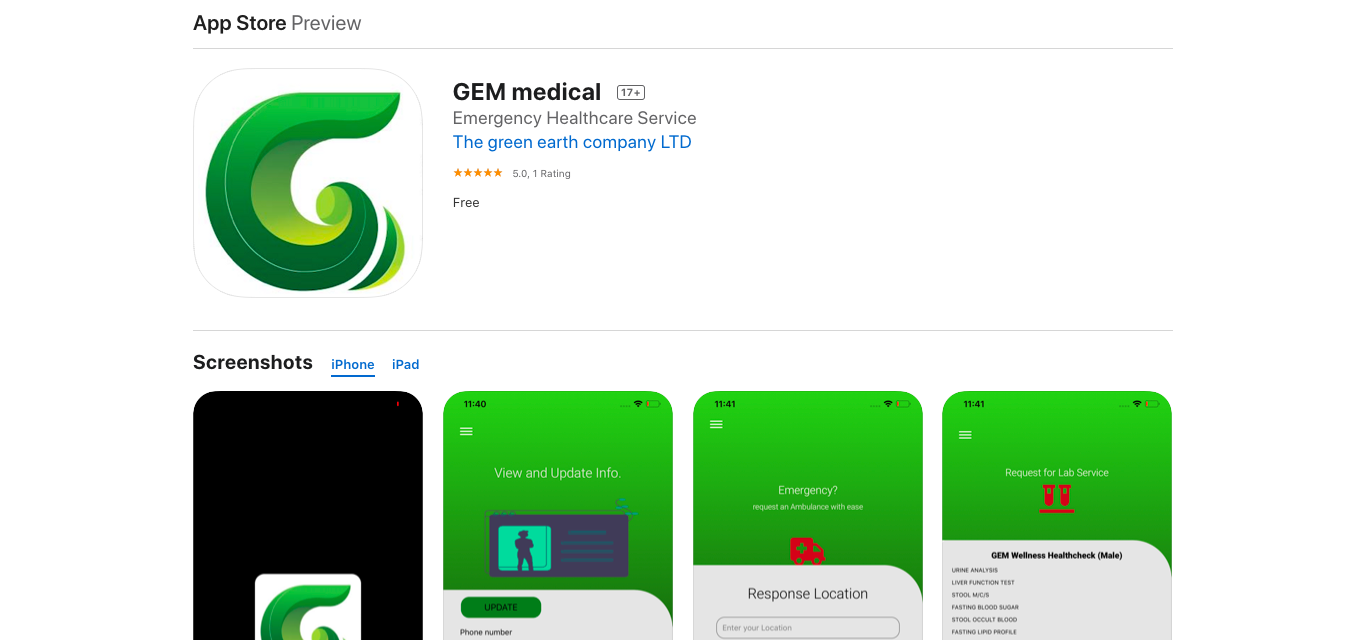 App Store Preview
GEM medical 17+
Emergency Healthcare Service
The green earth company LTD
5.0, 1 Rating
Free
Screenshots iPhone iPad
11:40
View and Update Info.
UPDATE
Phone number
11:41
Emergency?
request an Ambulance with ease
Response Location
Enter your Location
11:41
Request for Lab Service
GEM Wellness Healthcheck (Male)
URINE ANALYSIS
LIVER FUNCTION TEST
STOOL M/C/S
FASTING BLOOD SUGAR
STOOL OCCULT BLOOD
FASTING LIPID PROFILE